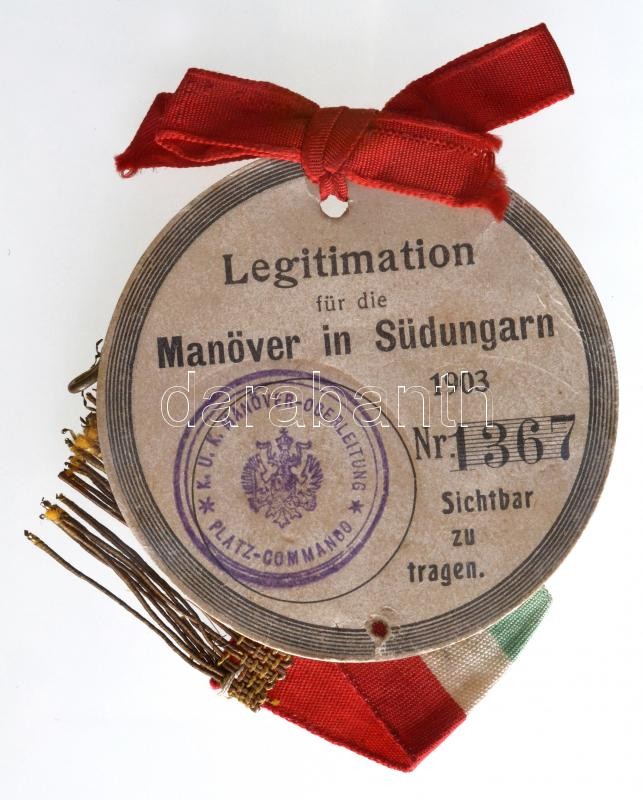 Legitimation
für die
Manöver in Südungarn
1903
Nr. 1367
Sichtbar
zu
tragen.
* K. U. K. MANÖVER-OBERLEITUNG *
PLATZ-COMMANDO
darabanth